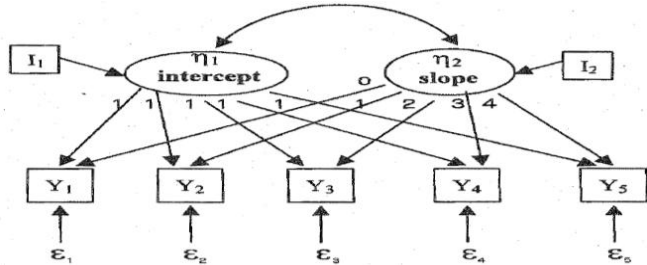 η₁ η₂
I₁ intercept 0 slope I₂
1 1 1 1 1 1 2 3 4
Y₁ Y₂ Y₃ Y₄ Y₅
ε₁ ε₂ ε₃ ε₄ ε₅